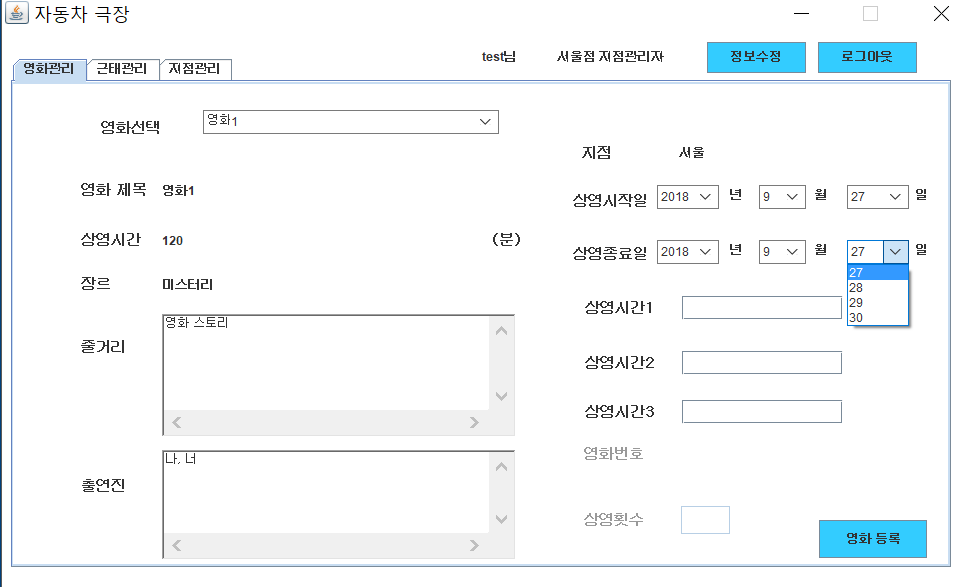 자동차 극장
test님 서울점 지점관리자 정보수정 로그아웃
영화관리 근태관리 지점관리
영화선택 영화1
영화 제목 영화1
상영시간 120 (분)
장르 미스터리
줄거리 영화 스토리
출연진 나, 너
지점 서울
상영시작일 2018 년 9 월 27 일
상영종료일 2018 년 9 월 27 일
27
28
29
30
상영시간1
상영시간2
상영시간3
영화번호
상영횟수
영화 등록